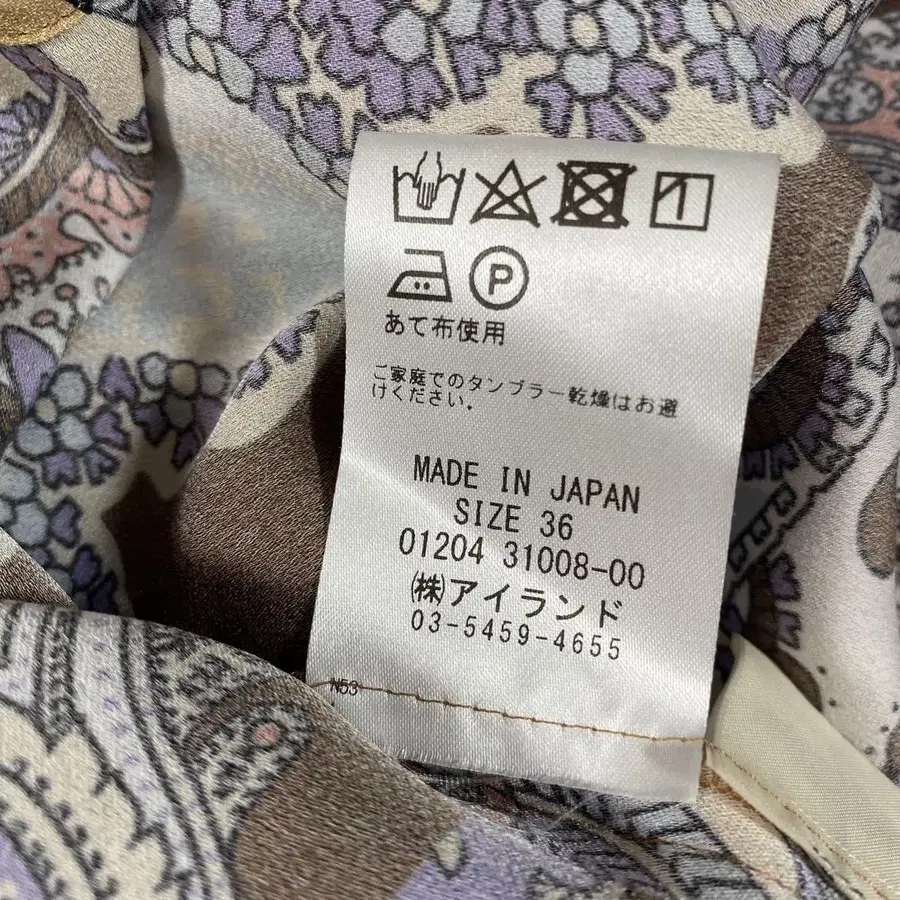 P
あて布使用
ご家庭でのタンブラー乾燥はお避
けください。
MADE IN JAPAN
SIZE 36
01204 31008-00
㈱アイランド
03-5459-4655
N53